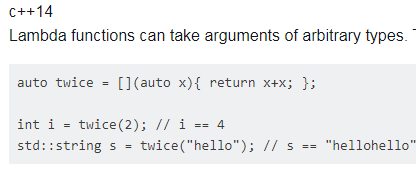 c++14
Lambda functions can take arguments of arbitrary types.
auto twice = [](auto x){ return x+x; };
int i = twice(2); // i == 4
std::string s = twice("hello"); // s == "hellohello"